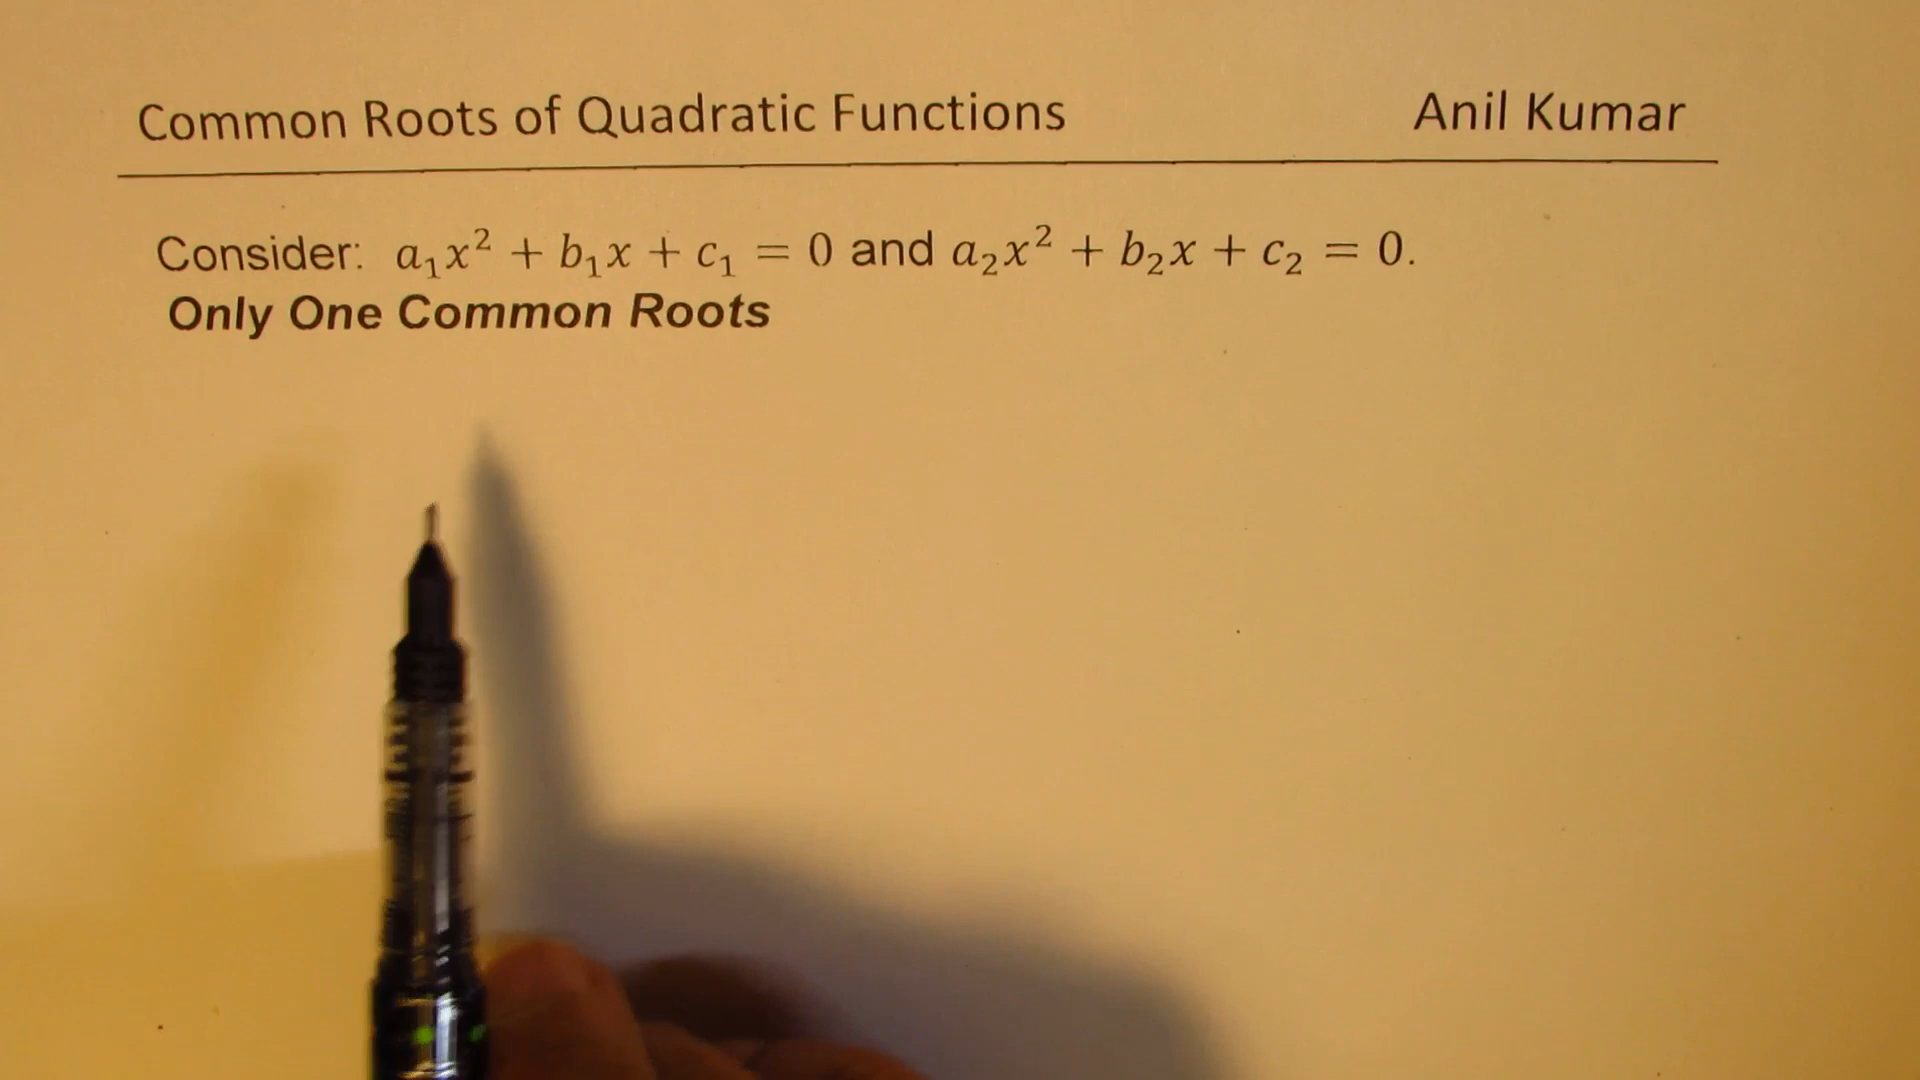 Common Roots of Quadratic Functions Anil Kumar
Consider: a₁x² + b₁x + c₁ = 0 and a₂x² + b₂x + c₂ = 0.
Only One Common Roots